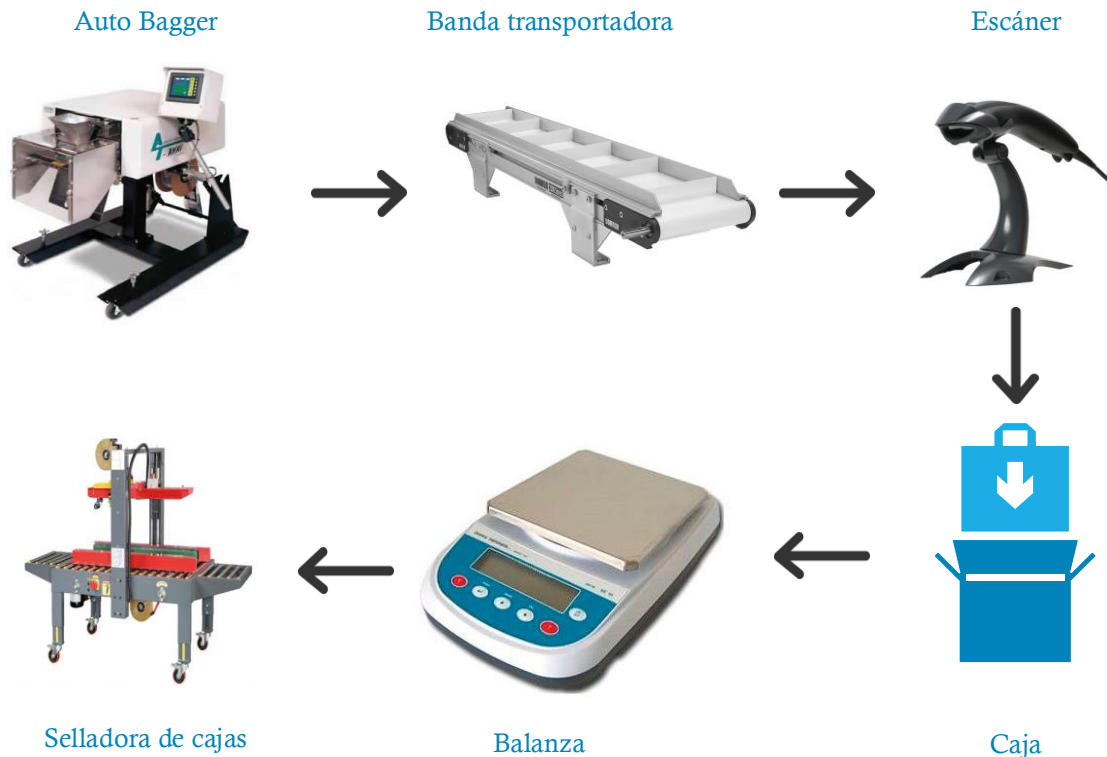 Auto Bagger
Banda transportadora
Escáner
Selladora de cajas
Balanza
Caja